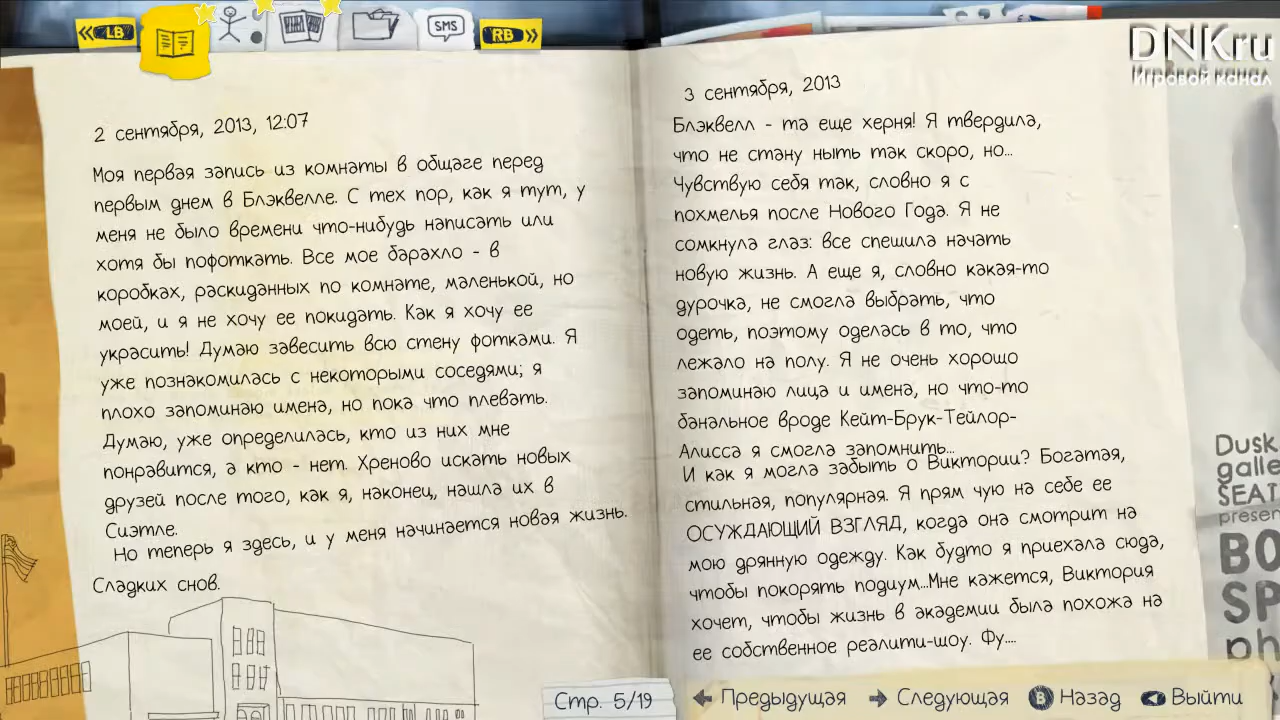 LB
SMS
RB
DNK.ru
Игровой канал
2 сентября, 2013, 12:07
Моя первая запись из комнаты в общаге перед
первым днем в Блэквелле. С тех пор, как я тут, у
меня не было времени что-нибудь написать или
хотя бы пофоткать. Все мое барахло - в
коробках, раскиданных по комнате, маленькой, но
моей, и я не хочу ее покидать. Как я хочу ее
украсить! Думаю завесить всю стену фотками. Я
уже познакомилась с некоторыми соседями; я
плохо запоминаю имена, но пока что плевать.
Думаю, уже определилась, кто из них мне
понравится, а кто - нет. Хреново искать новых
друзей после того, как я, наконец, нашла их в
Сиэтле.
Но теперь я здесь, и у меня начинается новая жизнь.
Сладких снов.
3 сентября, 2013
Блэквелл - та еще херня! Я твердила,
что не стану ныть так скоро, но...
Чувствую себя так, словно я с
похмелья после Нового Года. Я не
сомкнула глаз: все спешила начать
новую жизнь. А еще я, словно какая-то
дурочка, не смогла выбрать, что
одеть, поэтому оделась в то, что
лежало на полу. Я не очень хорошо
запоминаю лица и имена, но что-то
банальное вроде Кейт-Брук-Тейлор-
Алисса я смогла запомнить...
И как я могла забыть о Виктории? Богатая,
стильная, популярная. Я прям чую на себе ее
ОСУЖДАЮЩИЙ ВЗГЛЯД, когда она смотрит на
мою дрянную одежду. Как будто я приехала сюда,
чтобы покорять подиум...Мне кажется, Виктория
хочет, чтобы жизнь в академии была похожа на
ее собственное реалити-шоу. Фу....
Dusk
galle
SEAT
presen
BO
SP
ph
Стр. 5/19
Предыдущая
Следующая
B Назад
Выйти